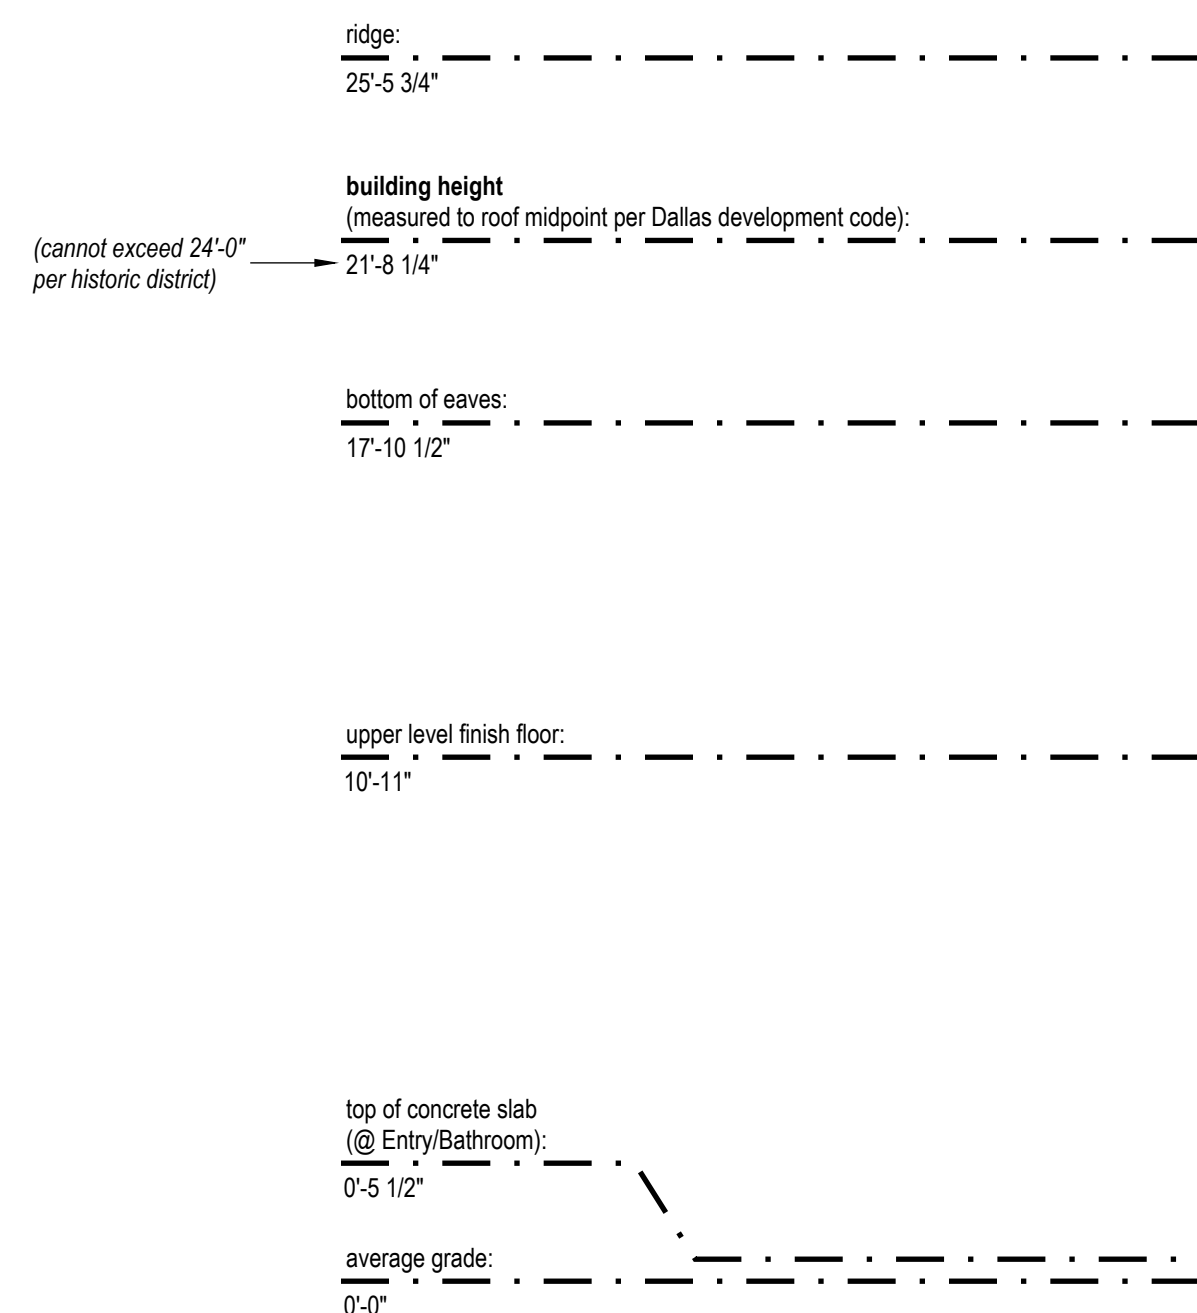 ridge:
25'-5 3/4"
building height
(measured to roof midpoint per Dallas development code):
(cannot exceed 24'-0"
per historic district)
21'-8 1/4"
bottom of eaves:
17'-10 1/2"
upper level finish floor:
10'-11"
top of concrete slab
(@ Entry/Bathroom):
0'-5 1/2"
average grade:
0'-0"